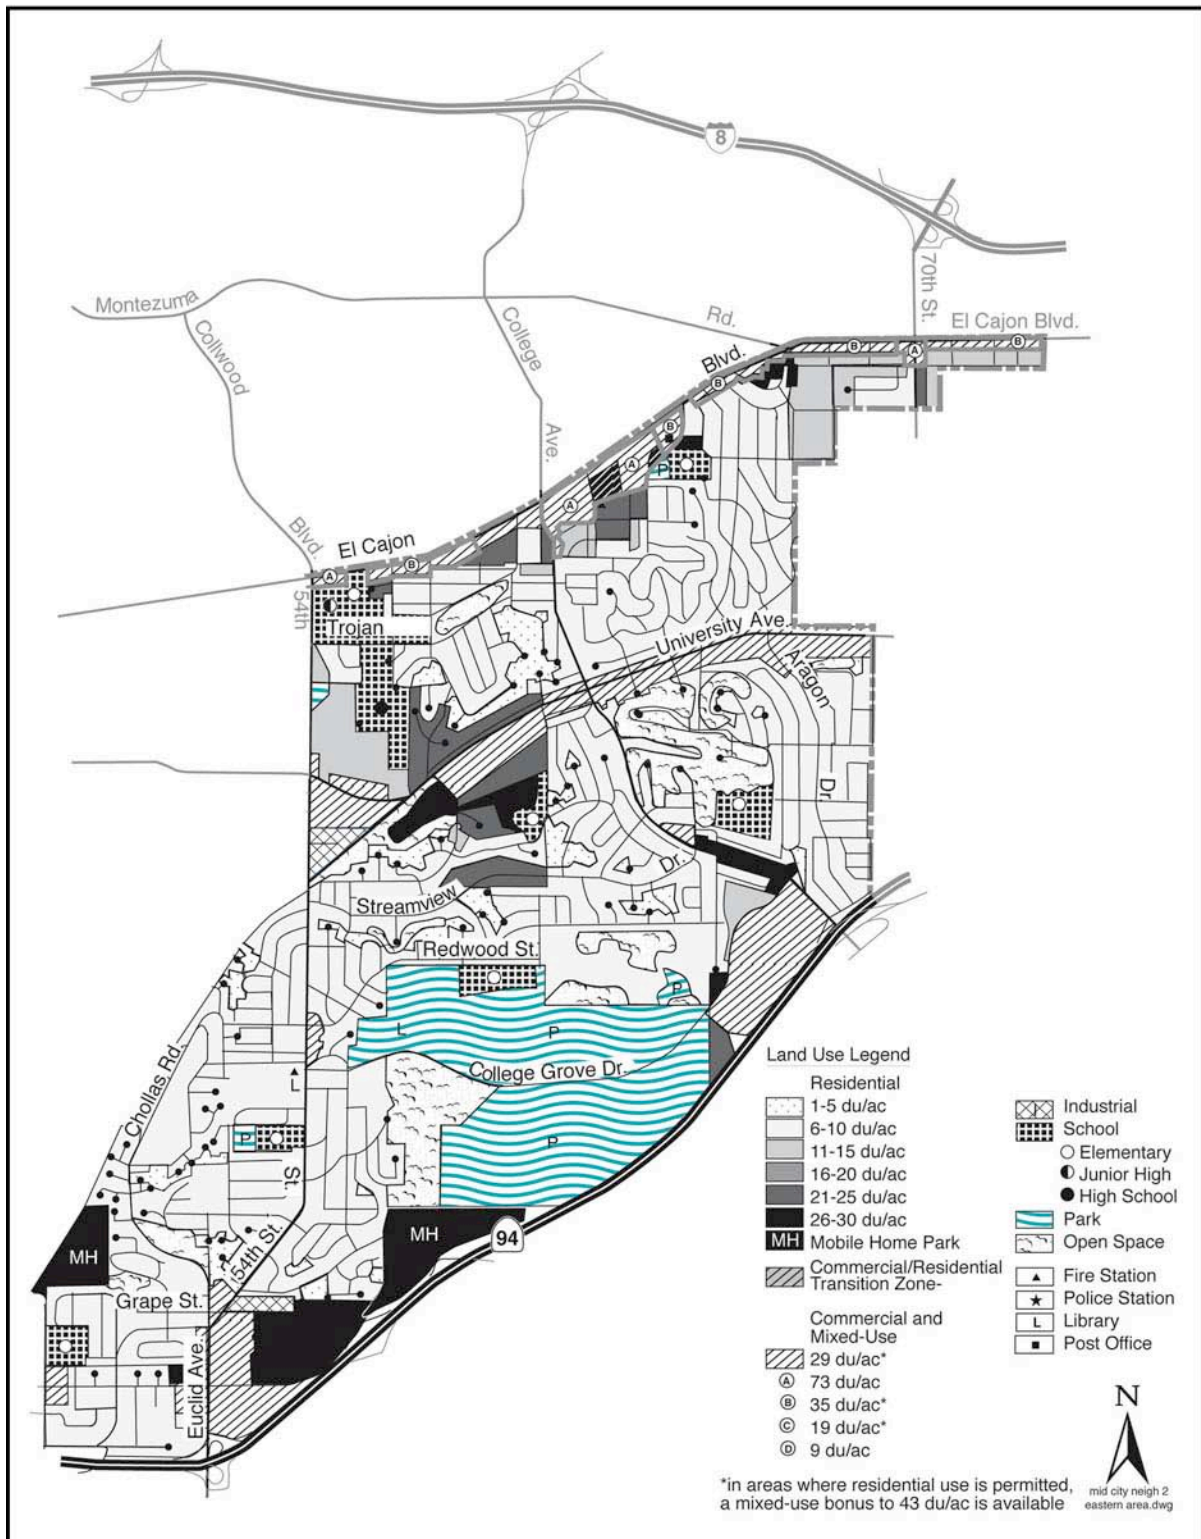 8
70th St.
El Cajon Blvd.
Montezuma
Rd.
Collwood
College
Blvd.
B
A
B
B
B
Ave.
A
P
A
Blvd.
El Cajon
B
A
54th
Trojan
University Ave.
Aragon
Dr.
Dr.
Streamview
Redwood St.
P
L
P
College Grove Dr.
Chollas Rd.
L
P
P
St.
94
MH
MH
54th St.
Grape St.
Euclid Ave.
Land Use Legend
Residential
1-5 du/ac
6-10 du/ac
11-15 du/ac
16-20 du/ac
21-25 du/ac
26-30 du/ac
MH Mobile Home Park
Commercial/Residential
Transition Zone-
Commercial and
Mixed-Use
29 du/ac*
A 73 du/ac
B 35 du/ac*
C 19 du/ac*
D 9 du/ac
I Industrial
School
Elementary
Junior High
High School
Park
Open Space
Fire Station
Police Station
L Library
Post Office
*in areas where residential use is permitted,
a mixed-use bonus to 43 du/ac is available
N
mid city neigh 2
eastern area.dwg